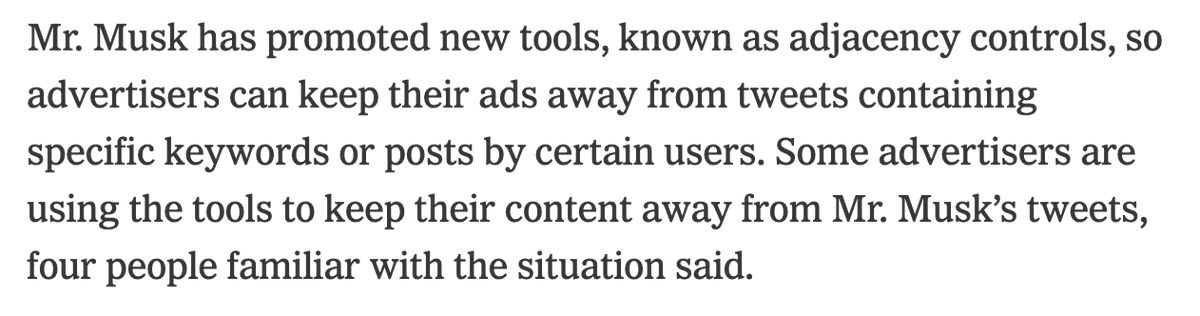 Mr. Musk has promoted new tools, known as adjacency controls, so
advertisers can keep their ads away from tweets containing
specific keywords or posts by certain users. Some advertisers are
using the tools to keep their content away from Mr. Musk’s tweets,
four people familiar with the situation said.